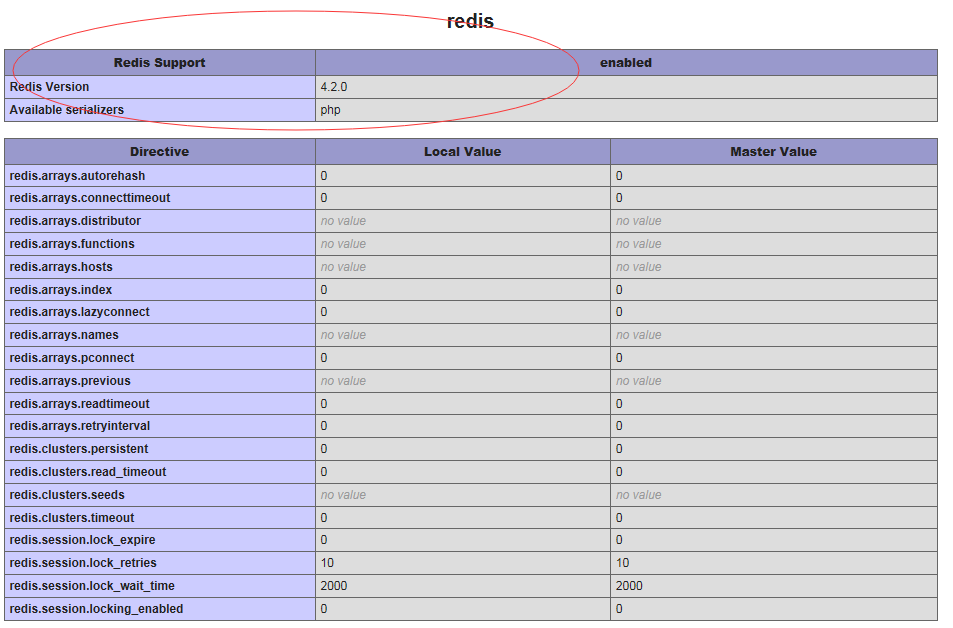 redis
Redis Support enabled
Redis Version 4.2.0
Available serializers php
Directive Local Value Master Value
redis.arrays.autorehash 0 0
redis.arrays.connecttimeout 0 0
redis.arrays.distributor no value no value
redis.arrays.functions no value no value
redis.arrays.hosts no value no value
redis.arrays.index 0 0
redis.arrays.lazyconnect 0 0
redis.arrays.names no value no value
redis.arrays.pconnect 0 0
redis.arrays.previous no value no value
redis.arrays.readtimeout 0 0
redis.arrays.retryinterval 0 0
redis.clusters.persistent 0 0
redis.clusters.read_timeout 0 0
redis.clusters.seeds no value no value
redis.clusters.timeout 0 0
redis.session.lock_expire 0 0
redis.session.lock_retries 10 10
redis.session.lock_wait_time 2000 2000
redis.session.locking_enabled 0 0